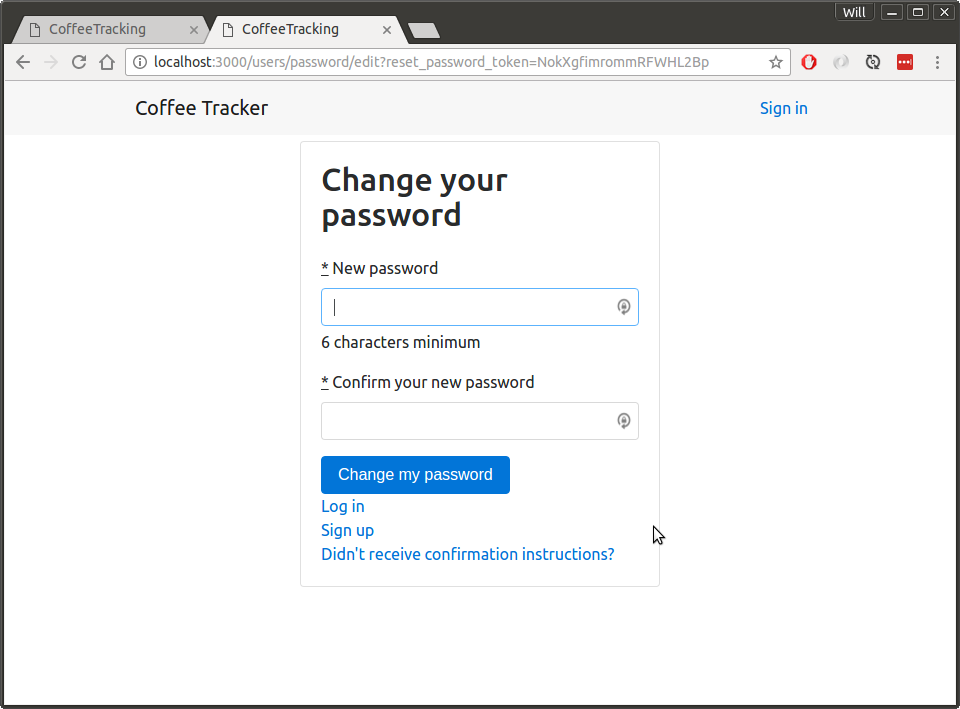 Will
CoffeeTracking
CoffeeTracking
localhost:3000/users/password/edit?reset_password_token=NokXgfimrommRFWHL2Bp
Coffee Tracker
Sign in
Change your
password
* New password
6 characters minimum
* Confirm your new password
Change my password
Log in
Sign up
Didn't receive confirmation instructions?